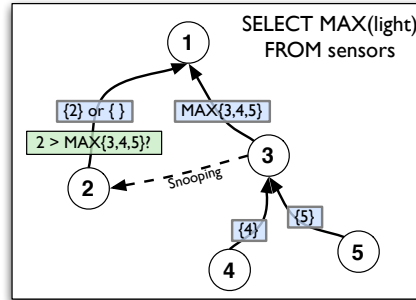 SELECT MAX(light)
FROM sensors
1
{2} or { }
MAX{3,4,5}
2 > MAX{3,4,5}?
3
2
Snooping
{4}
{5}
5
4